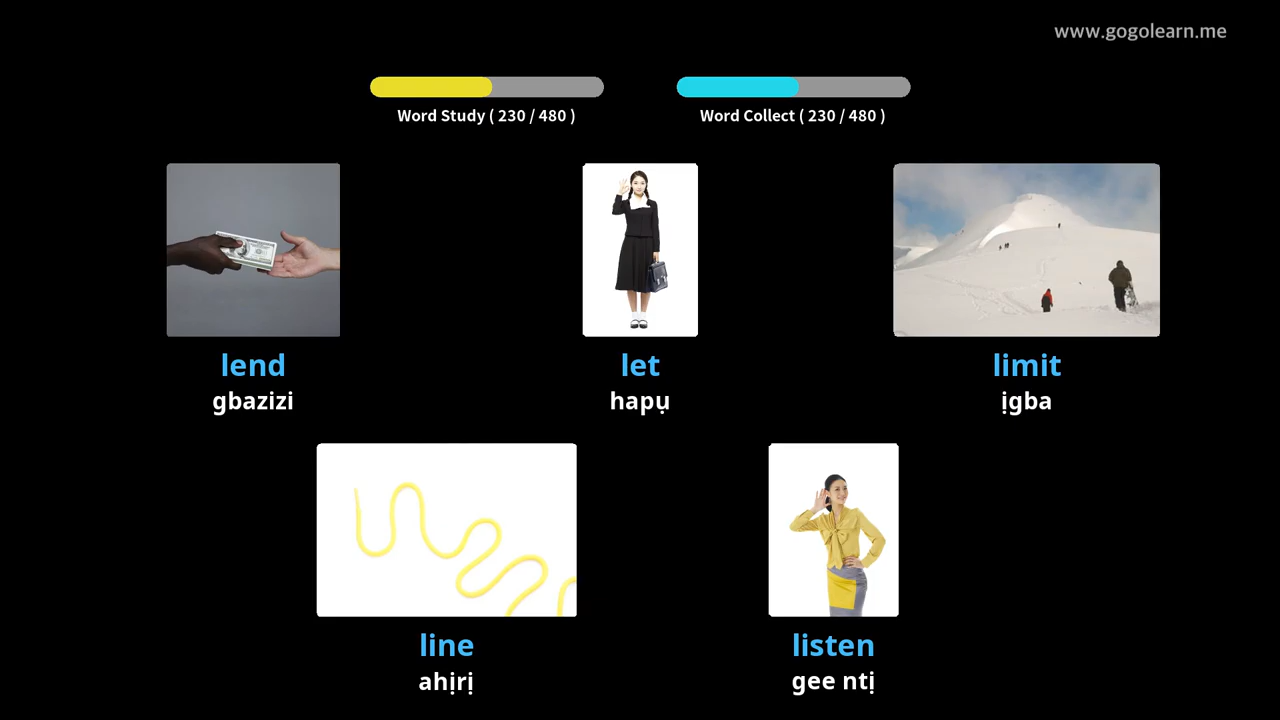 www.gogolearn.me
Word Study ( 230 / 480 )
Word Collect ( 230 / 480 )
lend
gbazizi
let
hapụ
limit
ịgba
line
ahịrị
listen
gee ntị